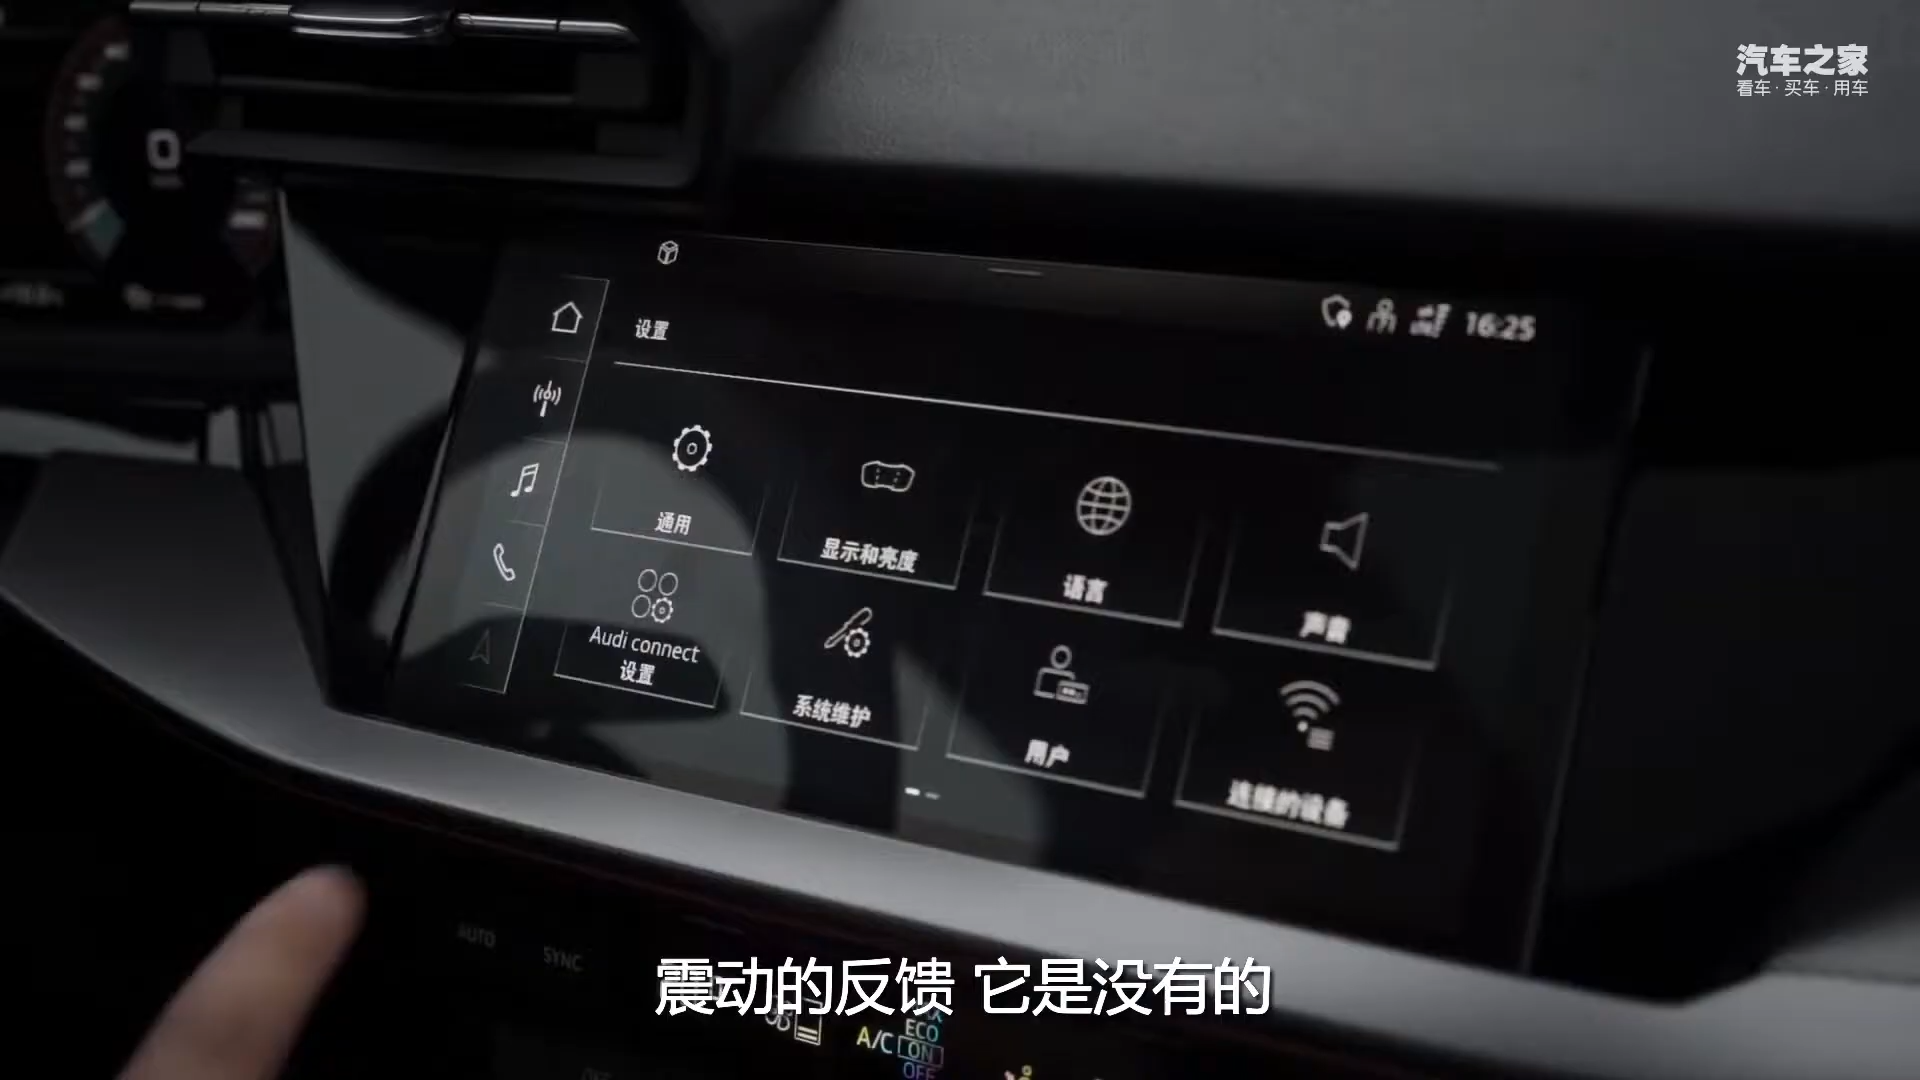 汽车之家
看车·买车·用车
0
16:25
设置
通用
显示和亮度
语言
声音
Audi connect
设置
系统维护
用户
连接的设备
AUTO
SYNC
震动的反馈 它是没有的
A/C
ECO
ON
OFF